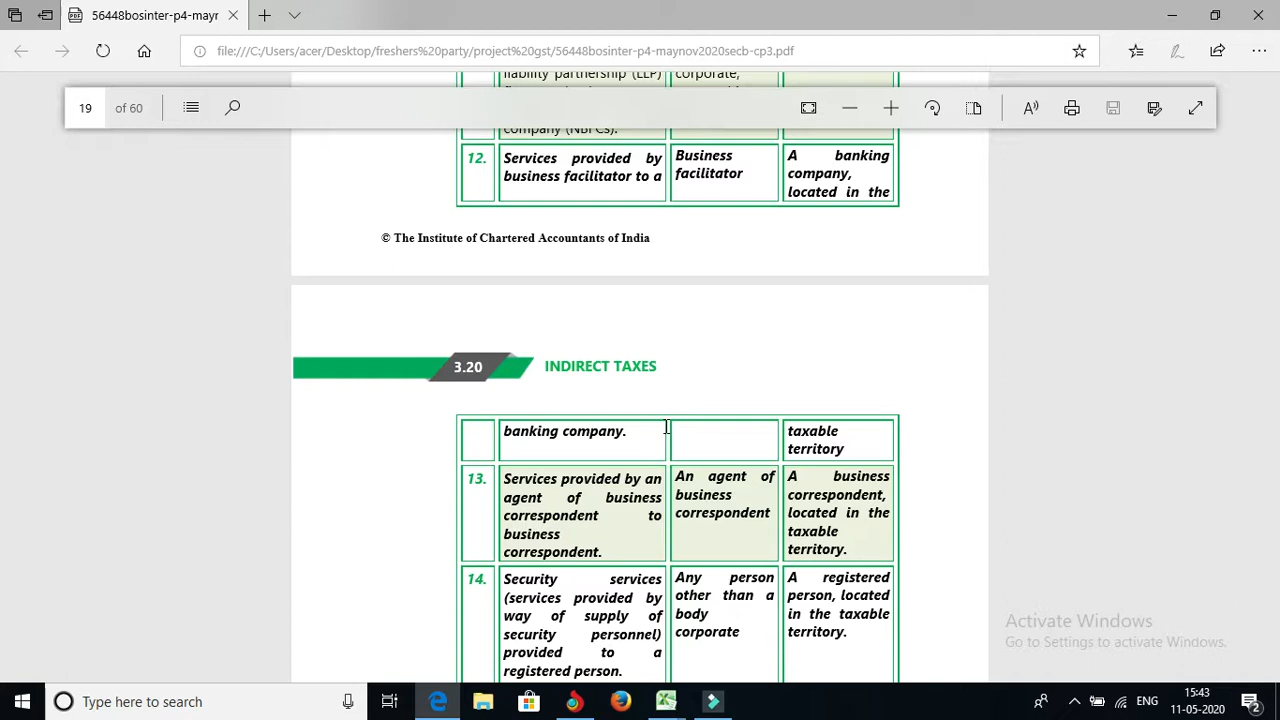 56448bosinter-p4-mayr
file:///C:/Users/acer/Desktop/freshers%20party/project%20gst/56448bosinter-p4-maynov2020secb-cp3.pdf
liability partnership (LLP)
corporate,
19 of 60
company (NBFCs).
12.
Services provided by
business facilitator to a
Business
facilitator
A banking
company,
located in the
© The Institute of Chartered Accountants of India
3.20
INDIRECT TAXES
banking company.
taxable
territory
13.
Services provided by an
agent of business
correspondent to
business
correspondent.
An agent of
business
correspondent
A business
correspondent,
located in the
taxable
territory.
14.
Security services
(services provided by
way of supply of
security personnel)
provided to a
registered person.
Any person
other than a
body
corporate
A registered
person, located
in the taxable
territory.
Activate Windows
Go to Settings to activate Windows.
Type here to search
ENG
15:43
11-05-2020
2